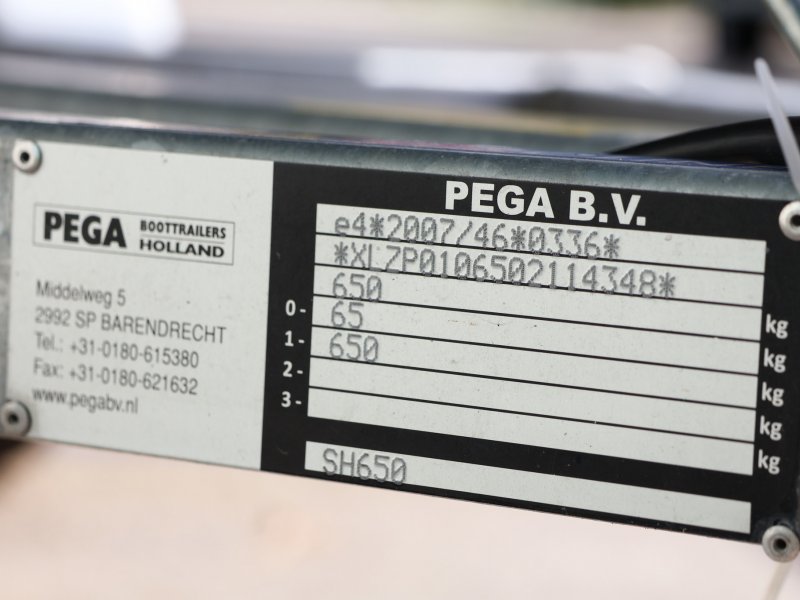 PEGA BOOTTRAILERS
HOLLAND
Middelweg 5
2992 SP BARENDRECHT
Tel.: +31-0180-615380
Fax: +31-0180-621632
www.pegabv.nl
PEGA B.V.
e4*2007/46*0336*
*XLZP0106502114348*
650 kg
0- 65 kg
1- 650 kg
2- kg
3- kg
SH650